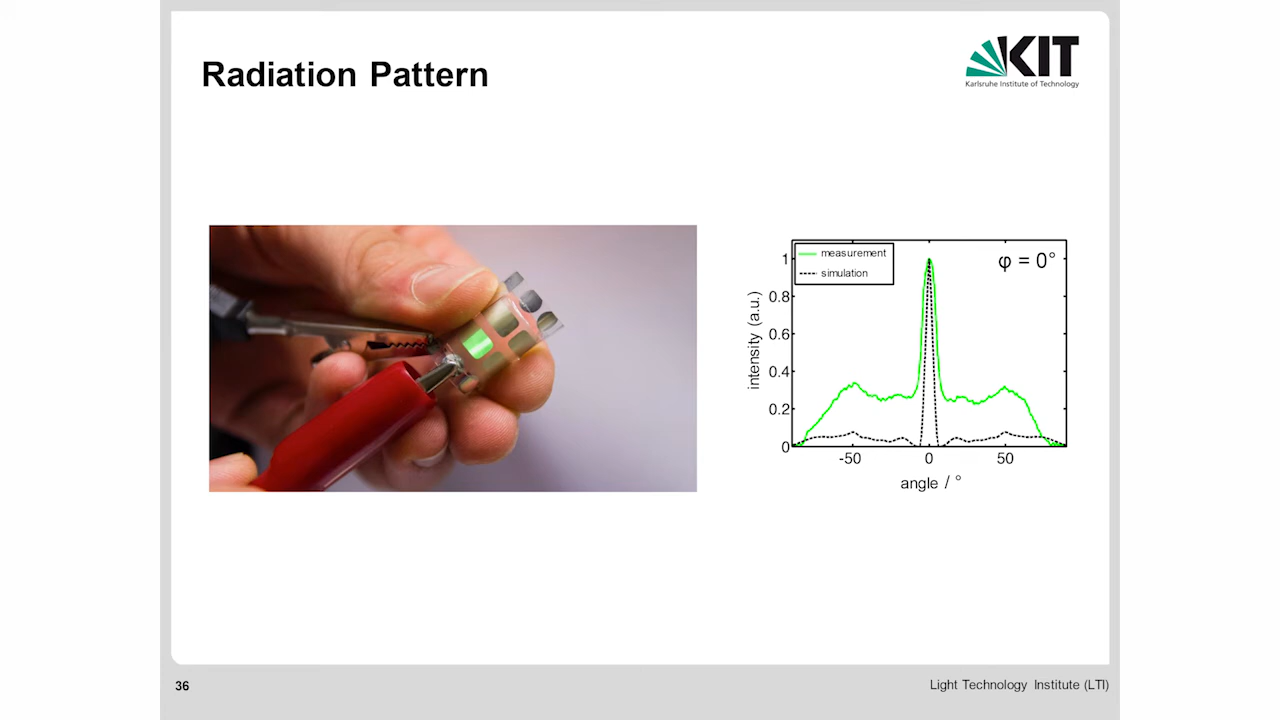 Radiation Pattern
KIT
Karlsruhe Institute of Technology
measurement
simulation
φ = 0°
1
0.8
0.6
0.4
0.2
0
intensity (a.u.)
-50 0 50
angle / °
36
Light Technology Institute (LTI)